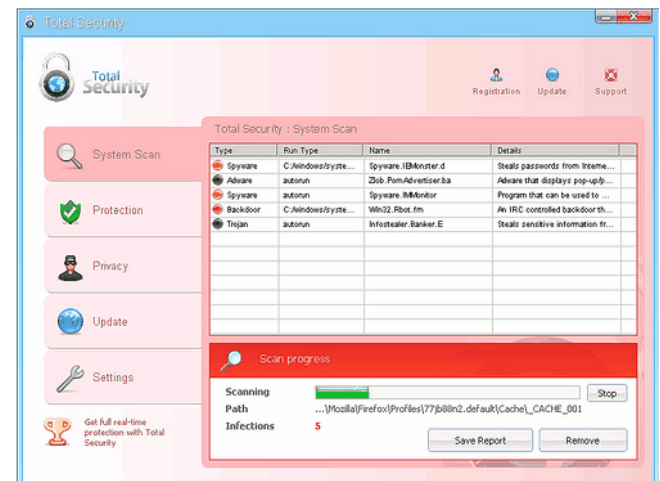 Total Security
Total
Security
Registration Update Support
Total Security : System Scan
System Scan
Protection
Privacy
Update
Settings
Get full real-time
protection with Total
Security
Type Run Type Name Details
Spyware C:/windows/syste... Spyware.IEMonster.d Steals passwords from Interne...
Adware autorun Zlob.PornAdvertiser.ba Adware that displays pop-up/p...
Spyware autorun Spyware.IMMonitor Program that can be used to ...
Backdoor C:/windows/syste... Win32.Rbot.fm An IRC controlled backdoor th...
Trojan autorun Infostealer.Banker.E Steals sensitive information fr...
Scan progress
Scanning Stop
Path ...\Mozilla\Firefox\Profiles\77jb88n2.default\Cache\_CACHE_001
Infections 5
Save Report Remove